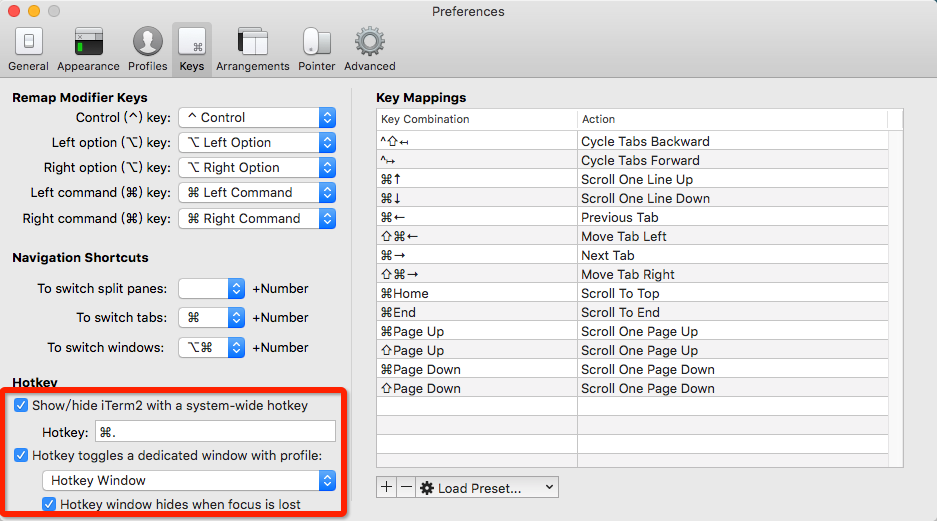 Preferences
General Appearance Profiles Keys Arrangements Pointer Advanced
Remap Modifier Keys
Control (^) key: ^ Control
Left option (⌥) key: ⌥ Left Option
Right option (⌥) key: ⌥ Right Option
Left command (⌘) key: ⌘ Left Command
Right command (⌘) key: ⌘ Right Command
Navigation Shortcuts
To switch split panes: +Number
To switch tabs: ⌘ +Number
To switch windows: ⌥⌘ +Number
Hotkey
Show/hide iTerm2 with a system-wide hotkey
Hotkey: ⌘.
Hotkey toggles a dedicated window with profile:
Hotkey Window
Hotkey window hides when focus is lost
Key Mappings
Key Combination Action
^⇧↤ Cycle Tabs Backward
^↦ Cycle Tabs Forward
⌘↑ Scroll One Line Up
⌘↓ Scroll One Line Down
⌘← Previous Tab
⇧⌘← Move Tab Left
⌘→ Next Tab
⇧⌘→ Move Tab Right
⌘Home Scroll To Top
⌘End Scroll To End
⌘Page Up Scroll One Page Up
⇧Page Up Scroll One Page Up
⌘Page Down Scroll One Page Down
⇧Page Down Scroll One Page Down
+ − Load Preset...